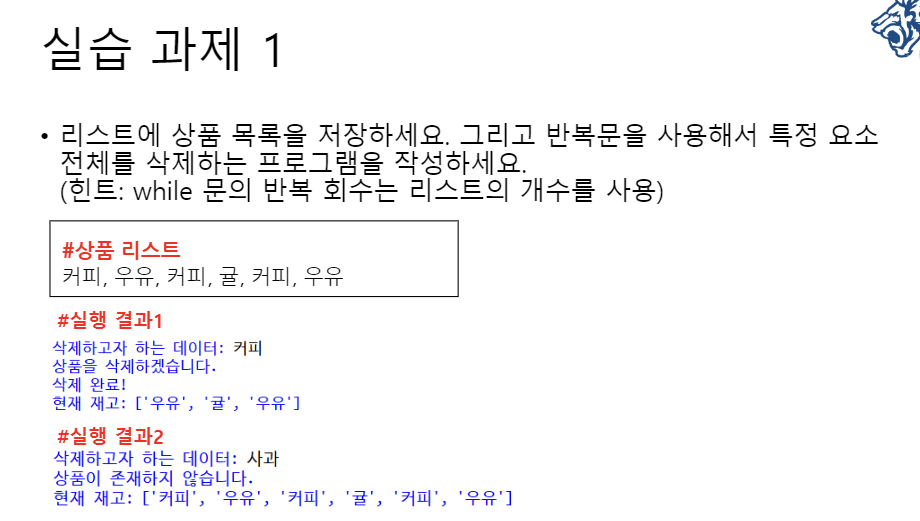 실습 과제 1
• 리스트에 상품 목록을 저장하세요. 그리고 반복문을 사용해서 특정 요소
전체를 삭제하는 프로그램을 작성하세요.
(힌트: while 문의 반복 회수는 리스트의 개수를 사용)
#상품 리스트
커피, 우유, 커피, 귤, 커피, 우유
#실행 결과1
삭제하고자 하는 데이터: 커피
상품을 삭제하겠습니다.
삭제 완료!
현재 재고: ['우유', '귤', '우유']
#실행 결과2
삭제하고자 하는 데이터: 사과
상품이 존재하지 않습니다.
현재 재고: ['커피', '우유', '커피', '귤', '커피', '우유']